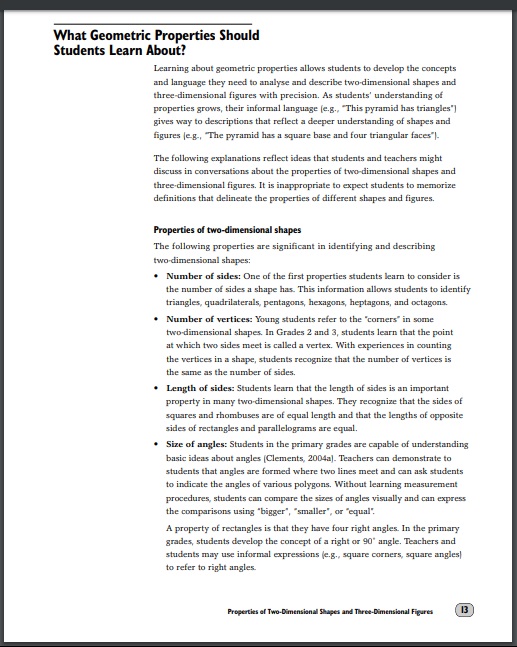 What Geometric Properties Should
Students Learn About?
Learning about geometric properties allows students to develop the concepts
and language they need to analyse and describe two-dimensional shapes and
three-dimensional figures with precision. As students' understanding of
properties grows, their informal language (e.g., "This pyramid has triangles")
gives way to descriptions that reflect a deeper understanding of shapes and
figures (e.g., "The pyramid has a square base and four triangular faces").
The following explanations reflect ideas that students and teachers might
discuss in conversations about the properties of two-dimensional shapes and
three-dimensional figures. It is inappropriate to expect students to memorize
definitions that delineate the properties of different shapes and figures.
Properties of two-dimensional shapes
The following properties are significant in identifying and describing
two-dimensional shapes:
• Number of sides: One of the first properties students learn to consider is
the number of sides a shape has. This information allows students to identify
triangles, quadrilaterals, pentagons, hexagons, heptagons, and octagons.
• Number of vertices: Young students refer to the "corners" in some
two-dimensional shapes. In Grades 2 and 3, students learn that the point
at which two sides meet is called a vertex. With experiences in counting
the vertices in a shape, students recognize that the number of vertices is
the same as the number of sides.
• Length of sides: Students learn that the length of sides is an important
property in many two-dimensional shapes. They recognize that the sides of
squares and rhombuses are of equal length and that the lengths of opposite
sides of rectangles and parallelograms are equal.
• Size of angles: Students in the primary grades are capable of understanding
basic ideas about angles (Clements, 2004a). Teachers can demonstrate to
students that angles are formed where two lines meet and can ask students
to indicate the angles of various polygons. Without learning measurement
procedures, students can compare the sizes of angles visually and can express
the comparisons using "bigger", "smaller", or "equal".
A property of rectangles is that they have four right angles. In the primary
grades, students develop the concept of a right or 90° angle. Teachers and
students may use informal expressions (e.g., square corners, square angles)
to refer to right angles.
Properties of Two-Dimensional Shapes and Three-Dimensional Figures 13